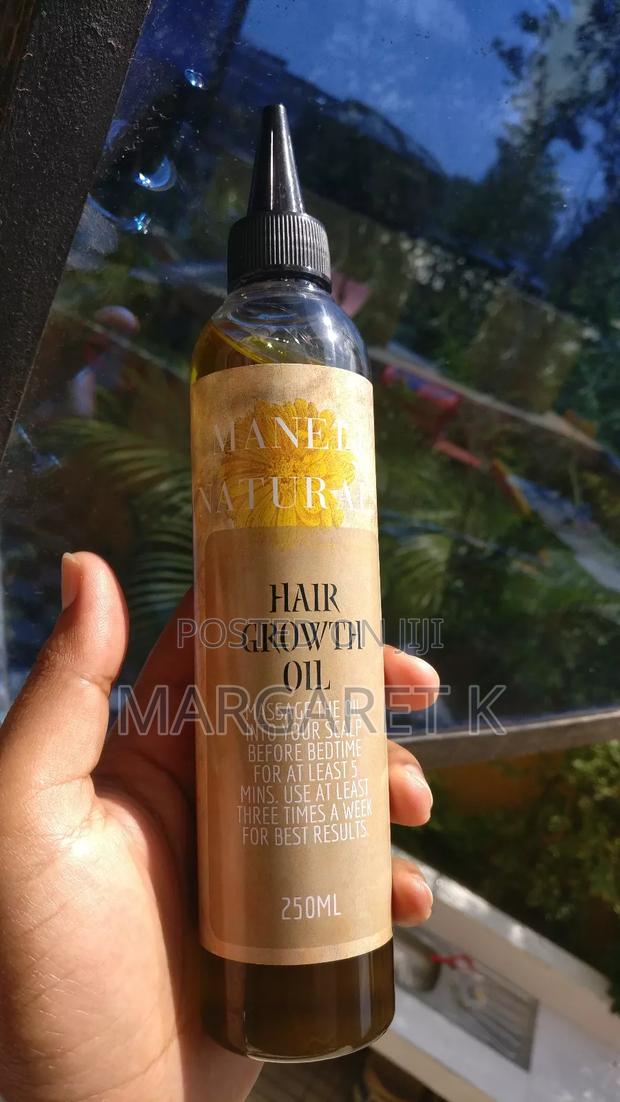 NATURAL
HAIR
GROWTH
OIL
POSTED ON JIJI
MARGARET K
MASSAGE THE OIL
INTO YOUR SCALP
BEFORE BEDTIME
FOR AT LEAST 5
MINS. USE AT LEAST
THREE TIMES A WEEK
FOR BEST RESULTS.
250ML